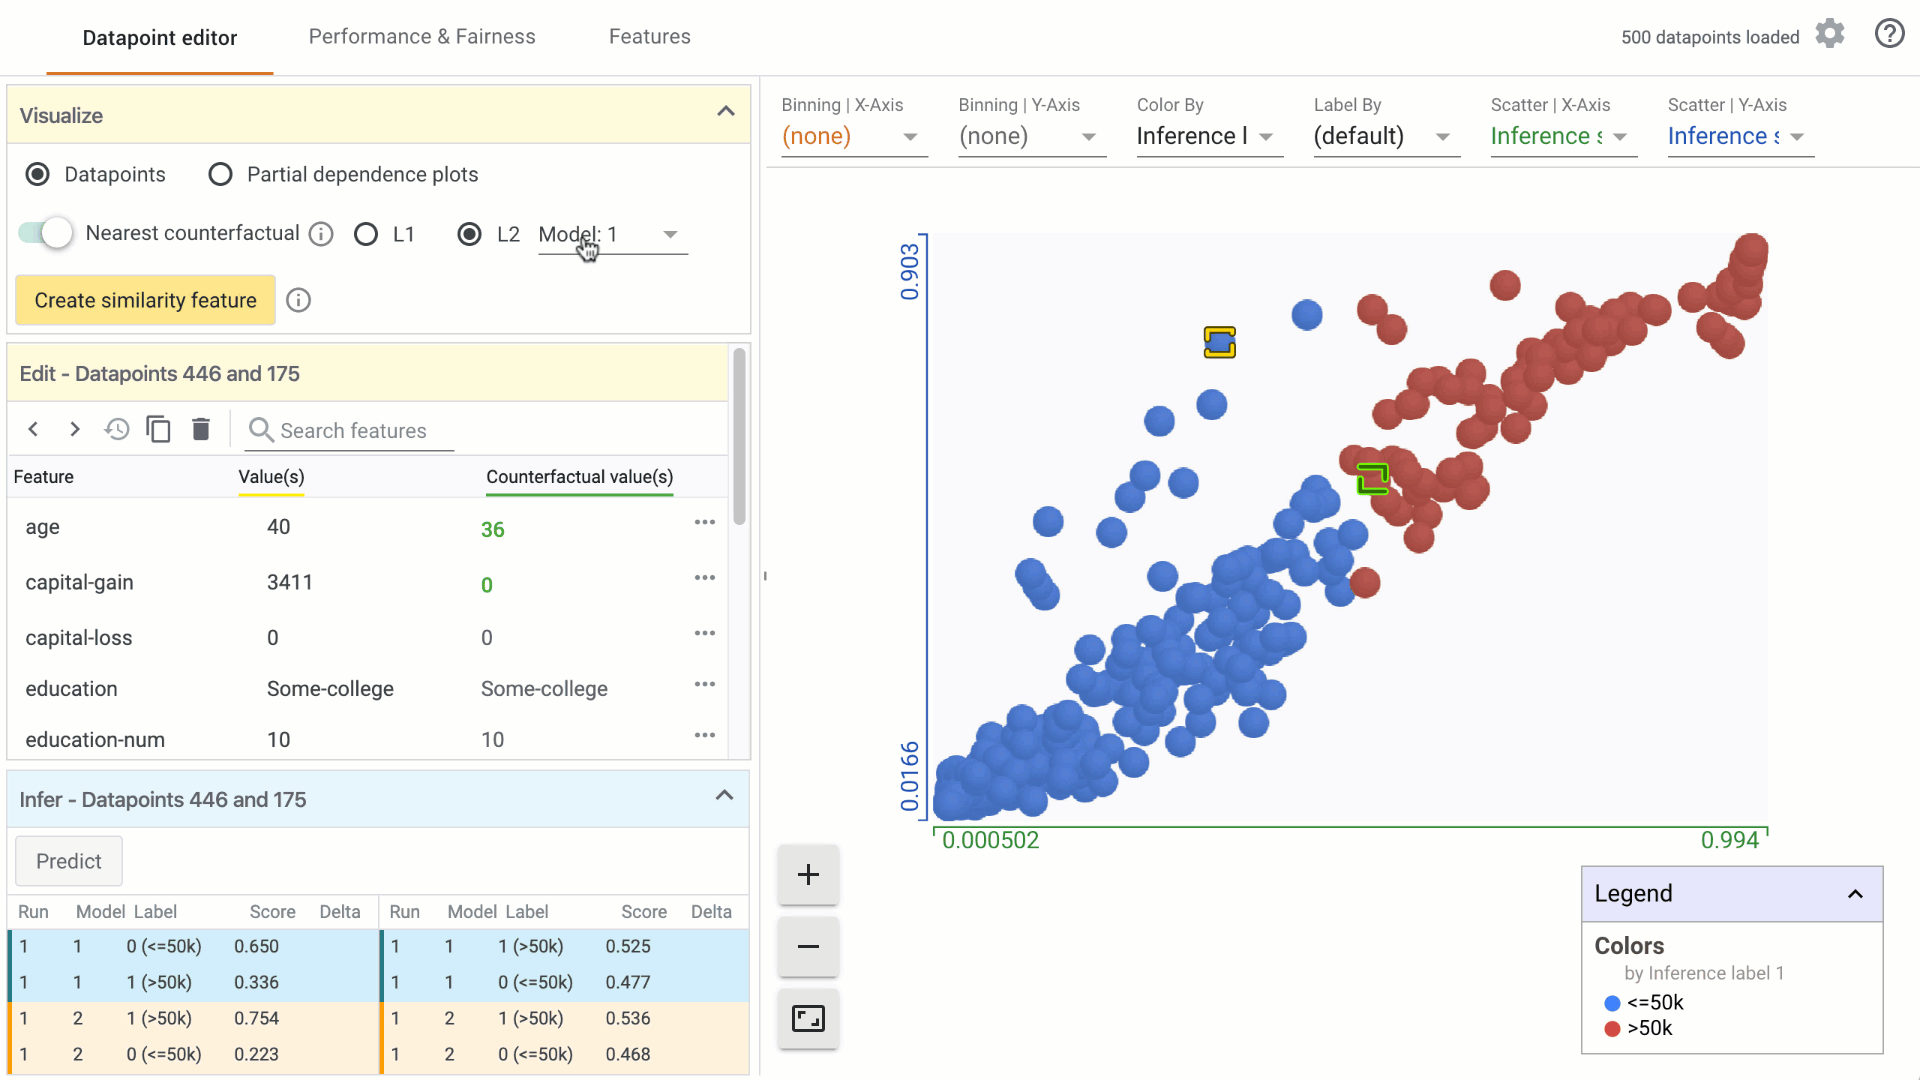 Datapoint editor
Performance & Fairness
Features
500 datapoints loaded
Visualize
Datapoints
Partial dependence plots
Nearest counterfactual
L1
L2
Model: 1
Create similarity feature
Edit - Datapoints 446 and 175
Search features
Feature Value(s) Counterfactual value(s)
age 40 36
capital-gain 3411 0
capital-loss 0 0
education Some-college Some-college
education-num 10 10
Infer - Datapoints 446 and 175
Predict
Run Model Label Score Delta Run Model Label Score Delta
1 1 0 (<=50k) 0.650 1 1 1 (>50k) 0.525
1 1 1 (>50k) 0.336 1 1 0 (<=50k) 0.477
1 2 1 (>50k) 0.754 1 2 1 (>50k) 0.536
1 2 0 (<=50k) 0.223 1 2 0 (<=50k) 0.468
Binning | X-Axis
(none)
Binning | Y-Axis
(none)
Color By
Inference l
Label By
(default)
Scatter | X-Axis
Inference s
Scatter | Y-Axis
Inference s
0.903
0.0166
0.000502
0.994
Legend
Colors
by Inference label 1
<=50k
>50k